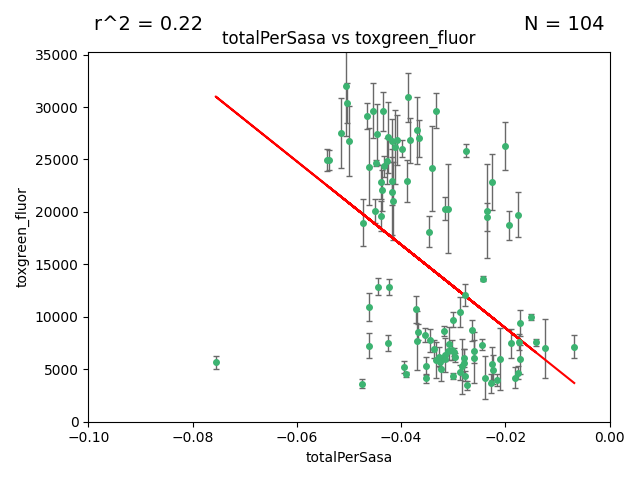 r^2 = 0.22
N = 104
totalPerSasa vs toxgreen_fluor
35000
30000
25000
20000
15000
10000
5000
0
toxgreen_fluor
−0.10
−0.08
−0.06
−0.04
−0.02
0.00
totalPerSasa